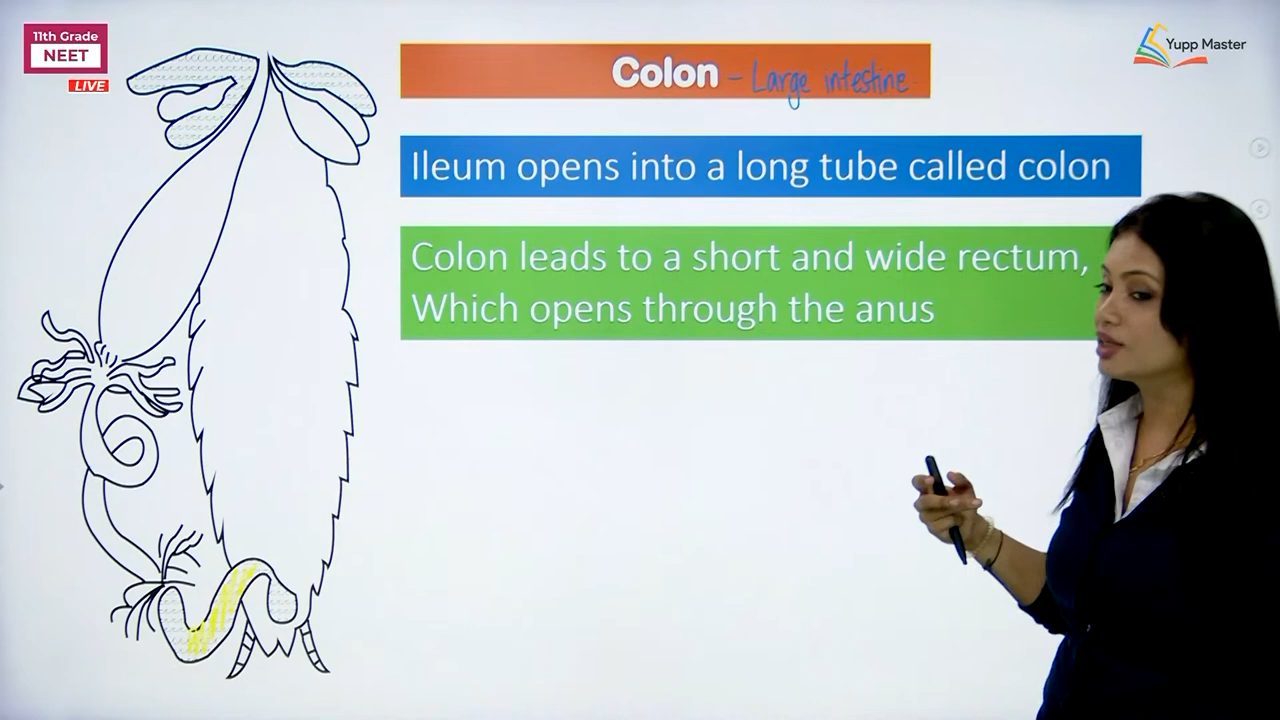 11th Grade
NEET
LIVE
Yupp Master
Colon - Large intestine
Ileum opens into a long tube called colon
Colon leads to a short and wide rectum,
Which opens through the anus